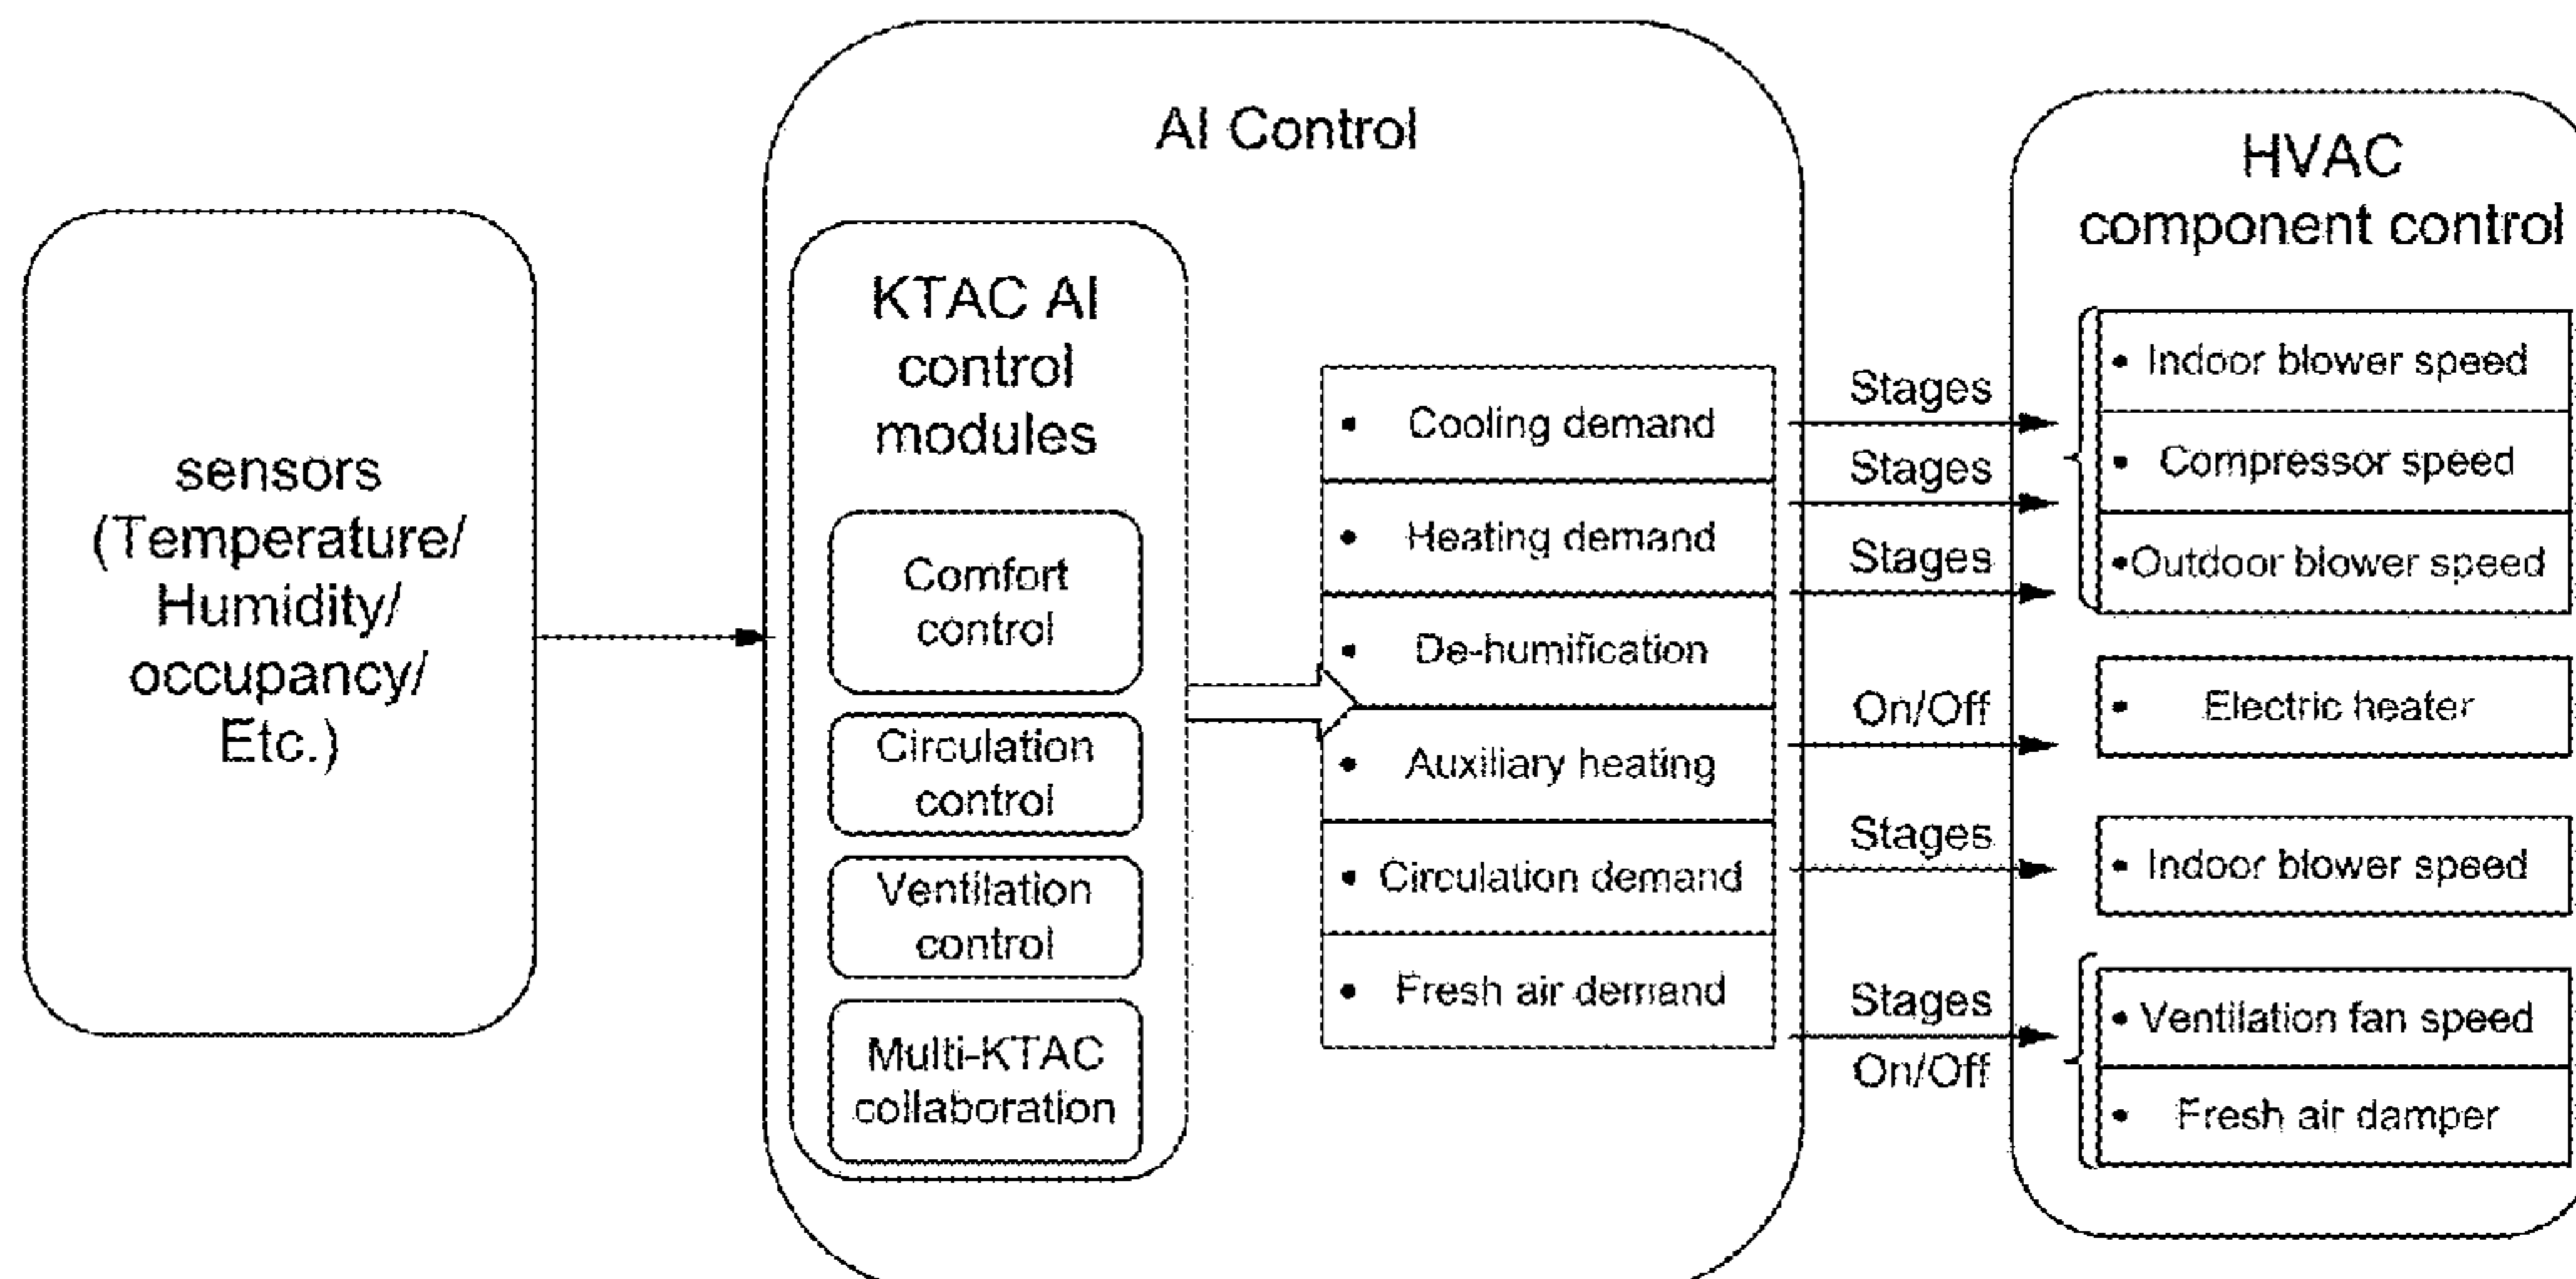 sensors
(Temperature/
Humidity/
occupancy/
Etc.)
AI Control
KTAC AI
control
modules
Comfort
control
Circulation
control
Ventilation
control
Multi-KTAC
collaboration
• Cooling demand
• Heating demand
• De-humification
• Auxiliary heating
• Circulation demand
• Fresh air demand
Stages
Stages
Stages
On/Off
Stages
Stages
On/Off
HVAC
component control
• Indoor blower speed
• Compressor speed
• Outdoor blower speed
• Electric heater
• Indoor blower speed
• Ventilation fan speed
• Fresh air damper